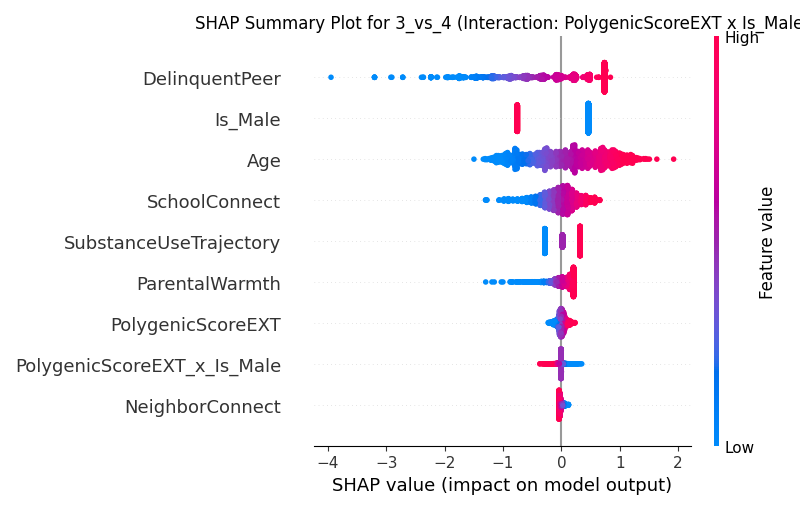 SHAP Summary Plot for 3_vs_4 (Interaction: PolygenicScoreEXT x Is_Male
High
DelinquentPeer
Is_Male
Age
SchoolConnect
SubstanceUseTrajectory
ParentalWarmth
PolygenicScoreEXT
PolygenicScoreEXT_x_Is_Male
NeighborConnect
Feature value
Low
−4 −3 −2 −1 0 1 2
SHAP value (impact on model output)